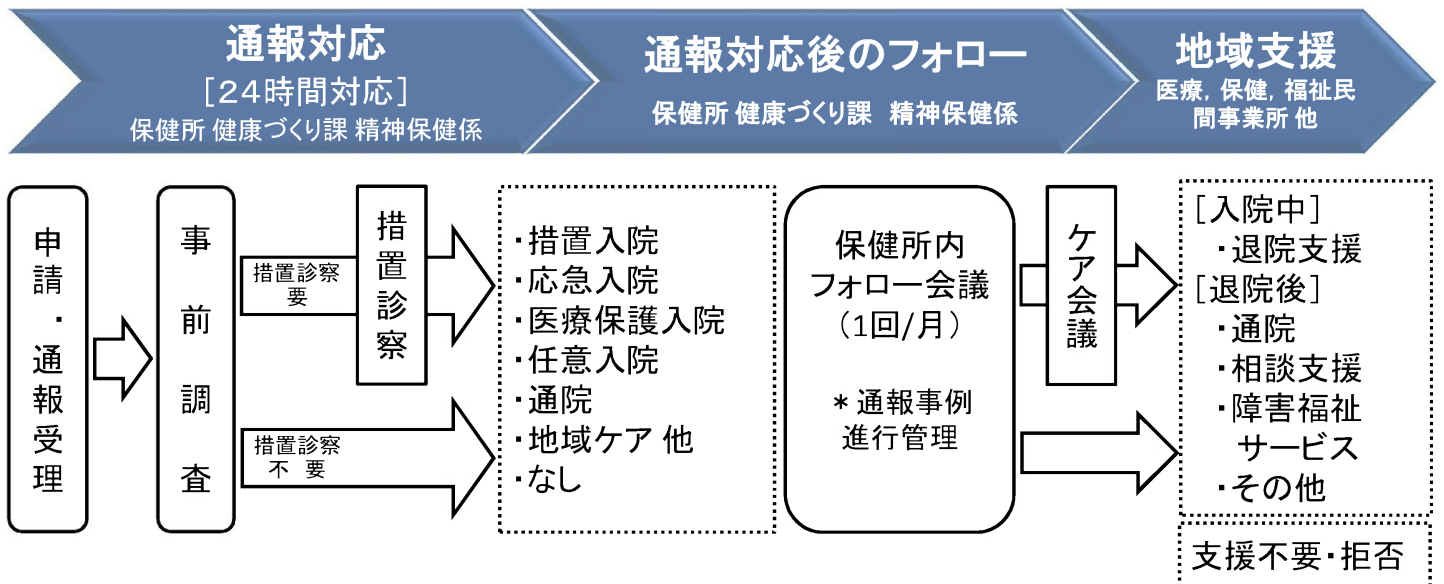 通報対応
［２４時間対応］
保健所 健康づくり課 精神保健係
通報対応後のフォロー
保健所 健康づくり課　精神保健係
地域支援
医療，保健，福祉民
間事業所 他
申請・通報受理
事前調査
措置診察
要
措置診察
不　要
措置診察
・措置入院
・応急入院
・医療保護入院
・任意入院
・通院
・地域ケア 他
・なし
保健所内
フォロー会議
（1回/月）
＊通報事例
進行管理
ケア会議
［入院中］
・退院支援
［退院後］
・通院
・相談支援
・障害福祉
サービス
・その他
支援不要・拒否